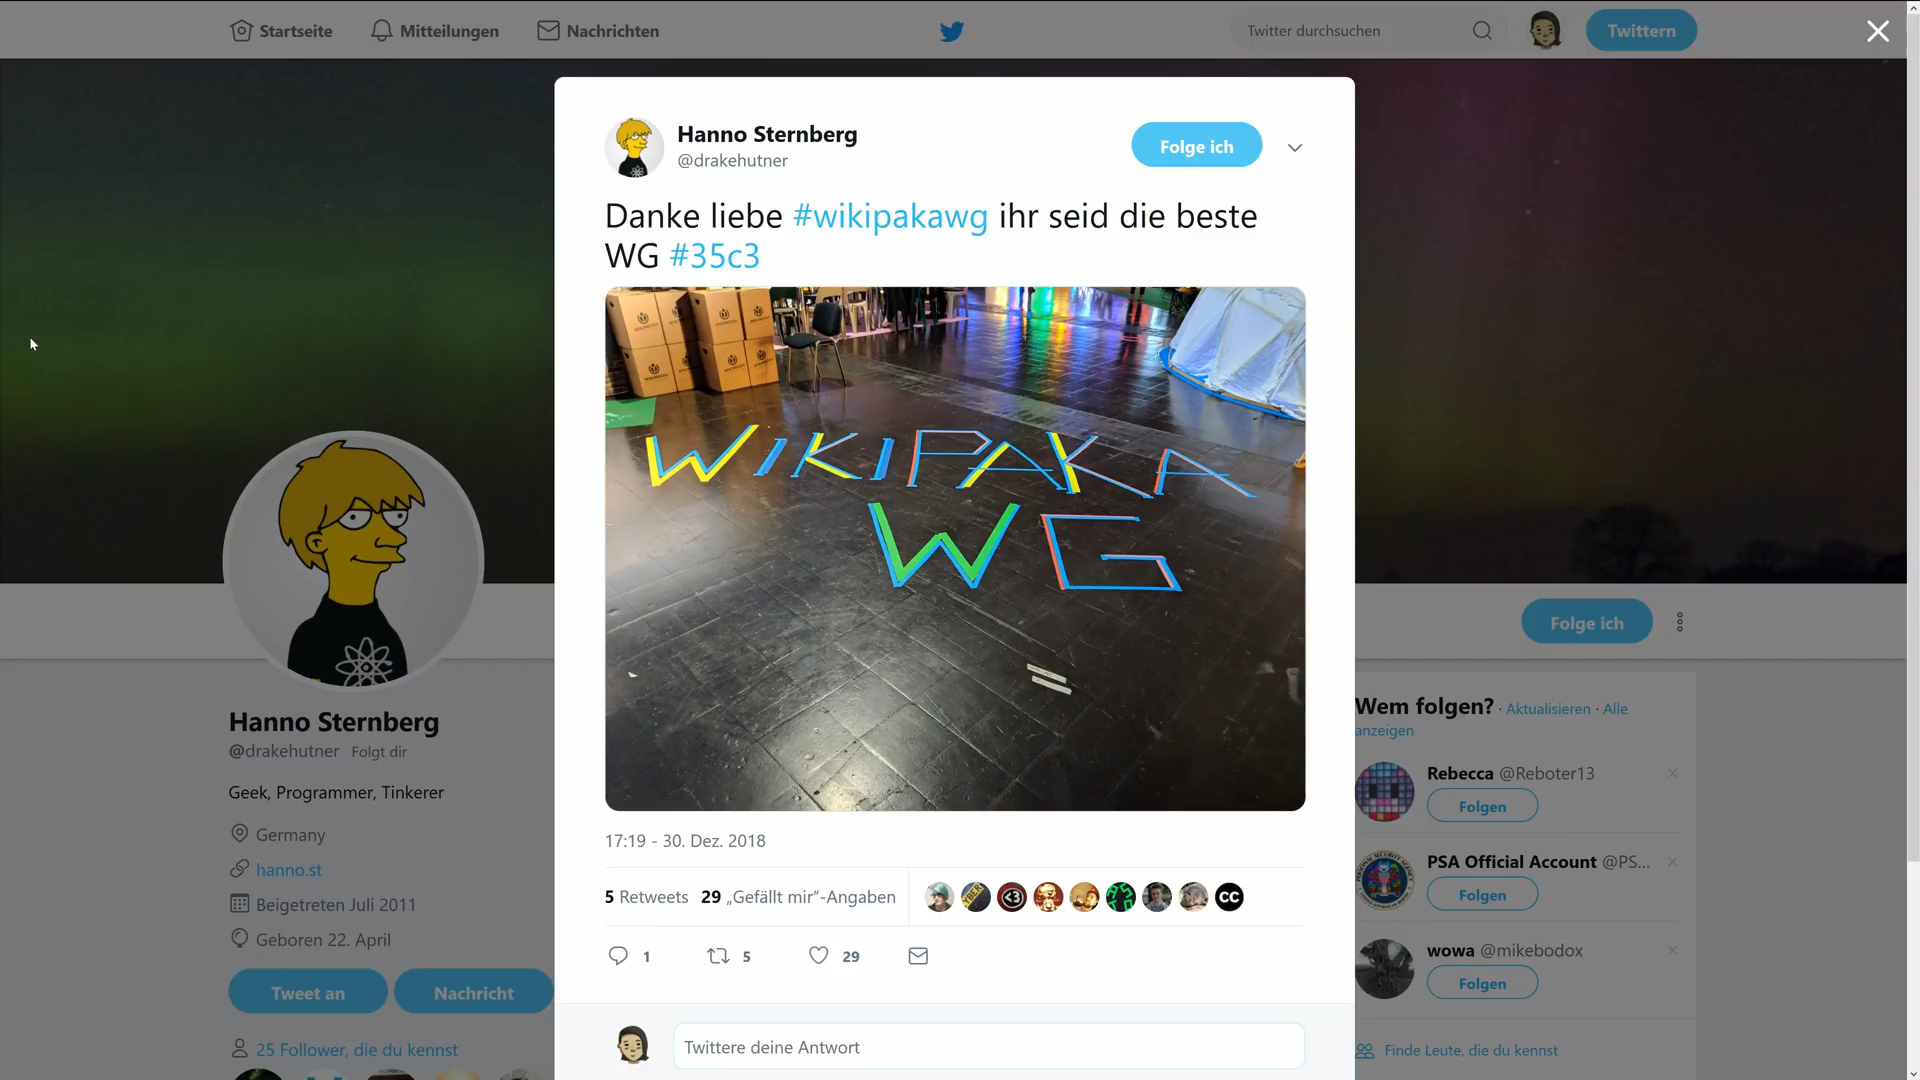 Startseite
Mitteilungen
Nachrichten
Twitter durchsuchen
Twittern
Hanno Sternberg
@drakehutner
Folge ich
Danke liebe #wikipakawg ihr seid die beste
WG #35c3
WIKIPAKA
WG
17:19 - 30. Dez. 2018
5 Retweets 29 „Gefällt mir“-Angaben
1
5
29
Twittere deine Antwort
Hanno Sternberg
@drakehutner Folgt dir
Geek, Programmer, Tinkerer
Germany
hanno.st
Beigetreten Juli 2011
Geboren 22. April
Tweet an
Nachricht
25 Follower, die du kennst
Folge ich
Wem folgen? · Aktualisieren · Alle
anzeigen
Rebecca @Reboter13
Folgen
PSA Official Account @PS...
Folgen
wowa @mikebodox
Folgen
Finde Leute, die du kennst